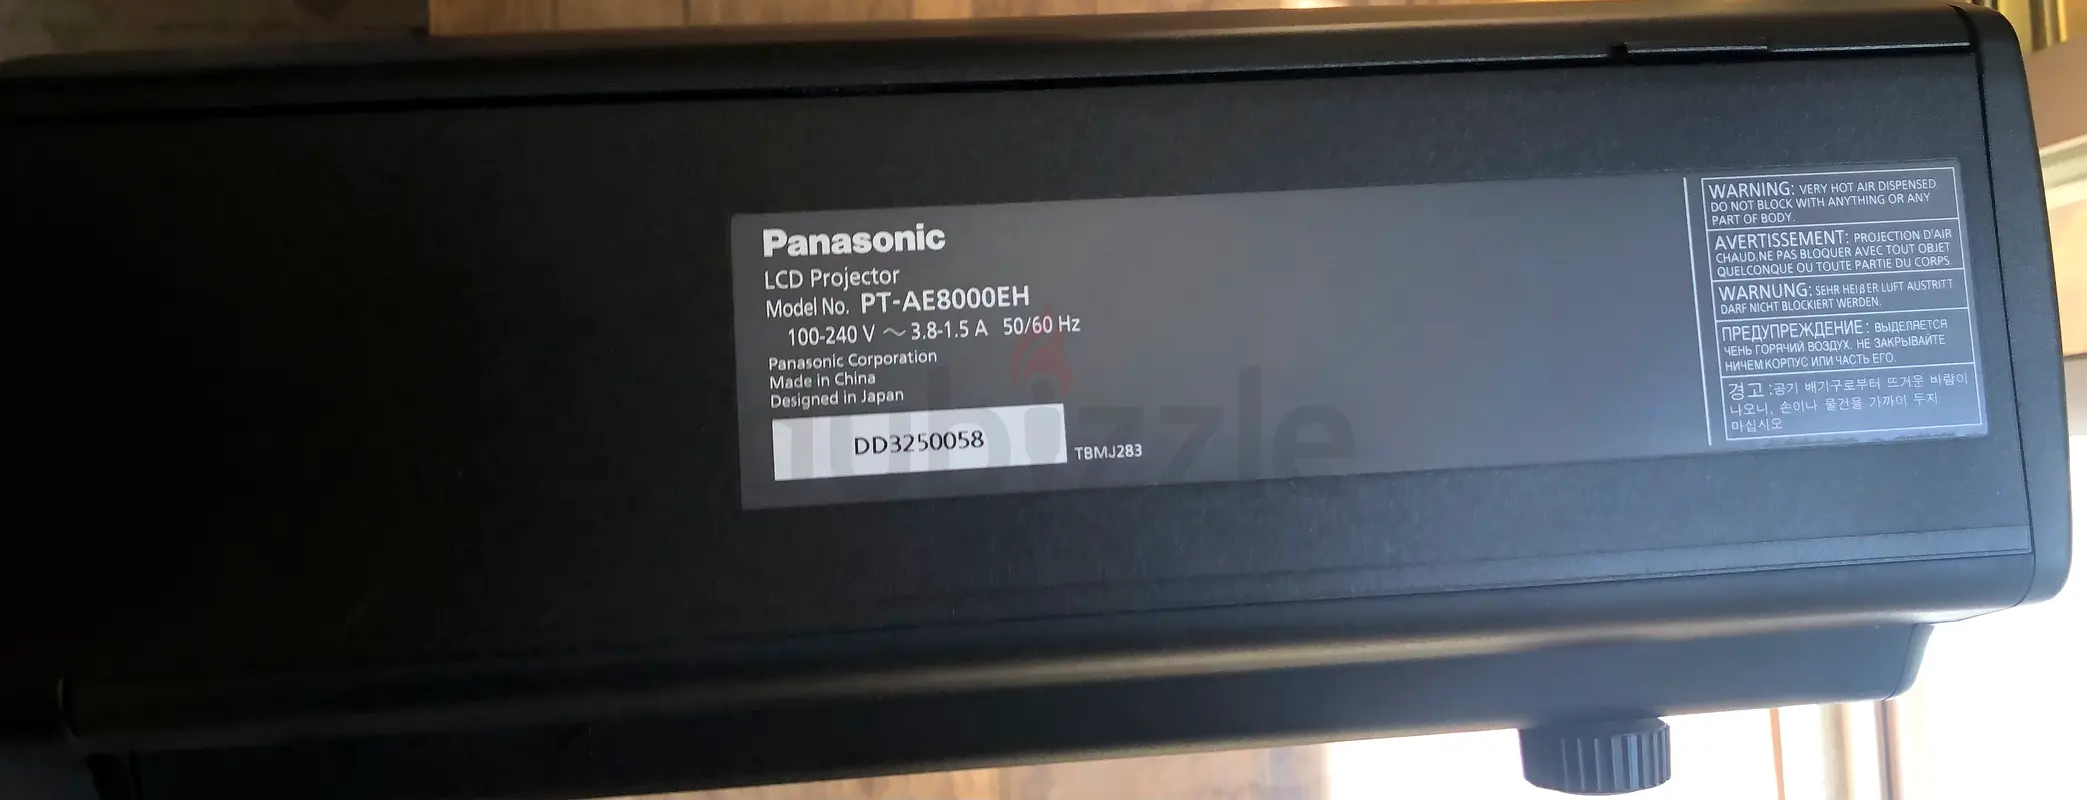 Panasonic
LCD Projector
Model No. PT-AE8000EH
100-240 V ～ 3.8-1.5 A 50/60 Hz
Panasonic Corporation
Made in China
Designed in Japan
DD3250058
TBMJ283
WARNING: VERY HOT AIR DISPENSED
DO NOT BLOCK WITH ANYTHING OR ANY
PART OF BODY.
AVERTISSEMENT: PROJECTION D'AIR
CHAUD.NE PAS BLOQUER AVEC TOUT OBJET
QUELCONQUE OU TOUTE PARTIE DU CORPS.
WARNUNG: SEHR HEIßER LUFT AUSTRITT
DARF NICHT BLOCKIERT WERDEN.
ПРЕДУПРЕЖДЕНИЕ: ВЫДЕЛЯЕТСЯ
ЧЕНЬ ГОРЯЧИЙ ВОЗДУХ. НЕ ЗАКРЫВАЙТЕ
НИЧЕМ КОРПУС ИЛИ ЧАСТЬ ЕГО.
경고 :공기 배기구로부터 뜨거운 바람이
나오니, 손이나 물건을 가까이 두지
마십시오
dubizzle